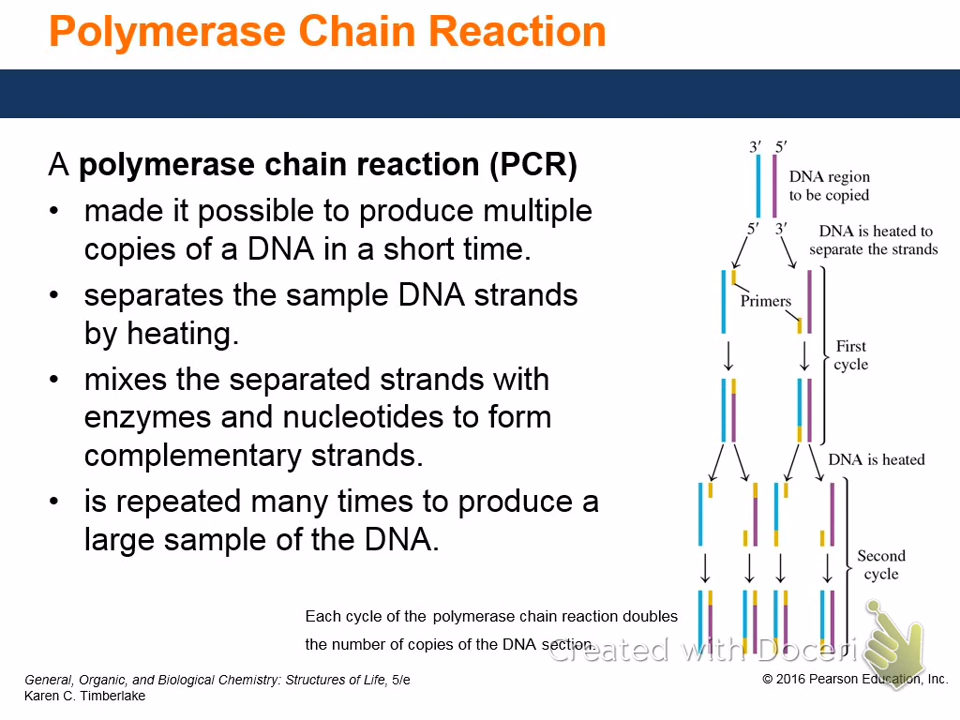 Polymerase Chain Reaction
A polymerase chain reaction (PCR)
• made it possible to produce multiple
copies of a DNA in a short time.
• separates the sample DNA strands
by heating.
• mixes the separated strands with
enzymes and nucleotides to form
complementary strands.
• is repeated many times to produce a
large sample of the DNA.
3′ 5′
DNA region
to be copied
5′ 3′
DNA is heated to
separate the strands
Primers
First
cycle
DNA is heated
Second
cycle
Each cycle of the polymerase chain reaction doubles
the number of copies of the DNA section.
Created with Doceri
General, Organic, and Biological Chemistry: Structures of Life, 5/e
Karen C. Timberlake
© 2016 Pearson Education, Inc.